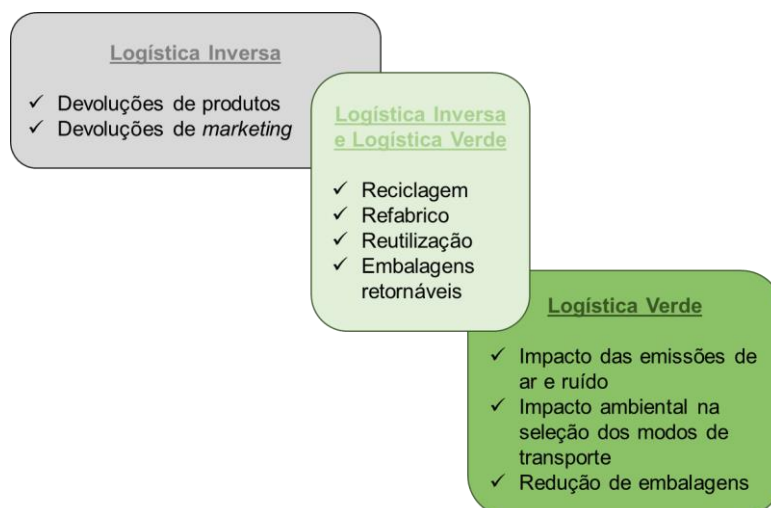 Logística Inversa
✓ Devoluções de produtos
✓ Devoluções de marketing
Logística Inversa
e Logística Verde
✓ Reciclagem
✓ Refabrico
✓ Reutilização
✓ Embalagens
retornáveis
Logística Verde
✓ Impacto das emissões de
ar e ruído
✓ Impacto ambiental na
seleção dos modos de
transporte
✓ Redução de embalagens